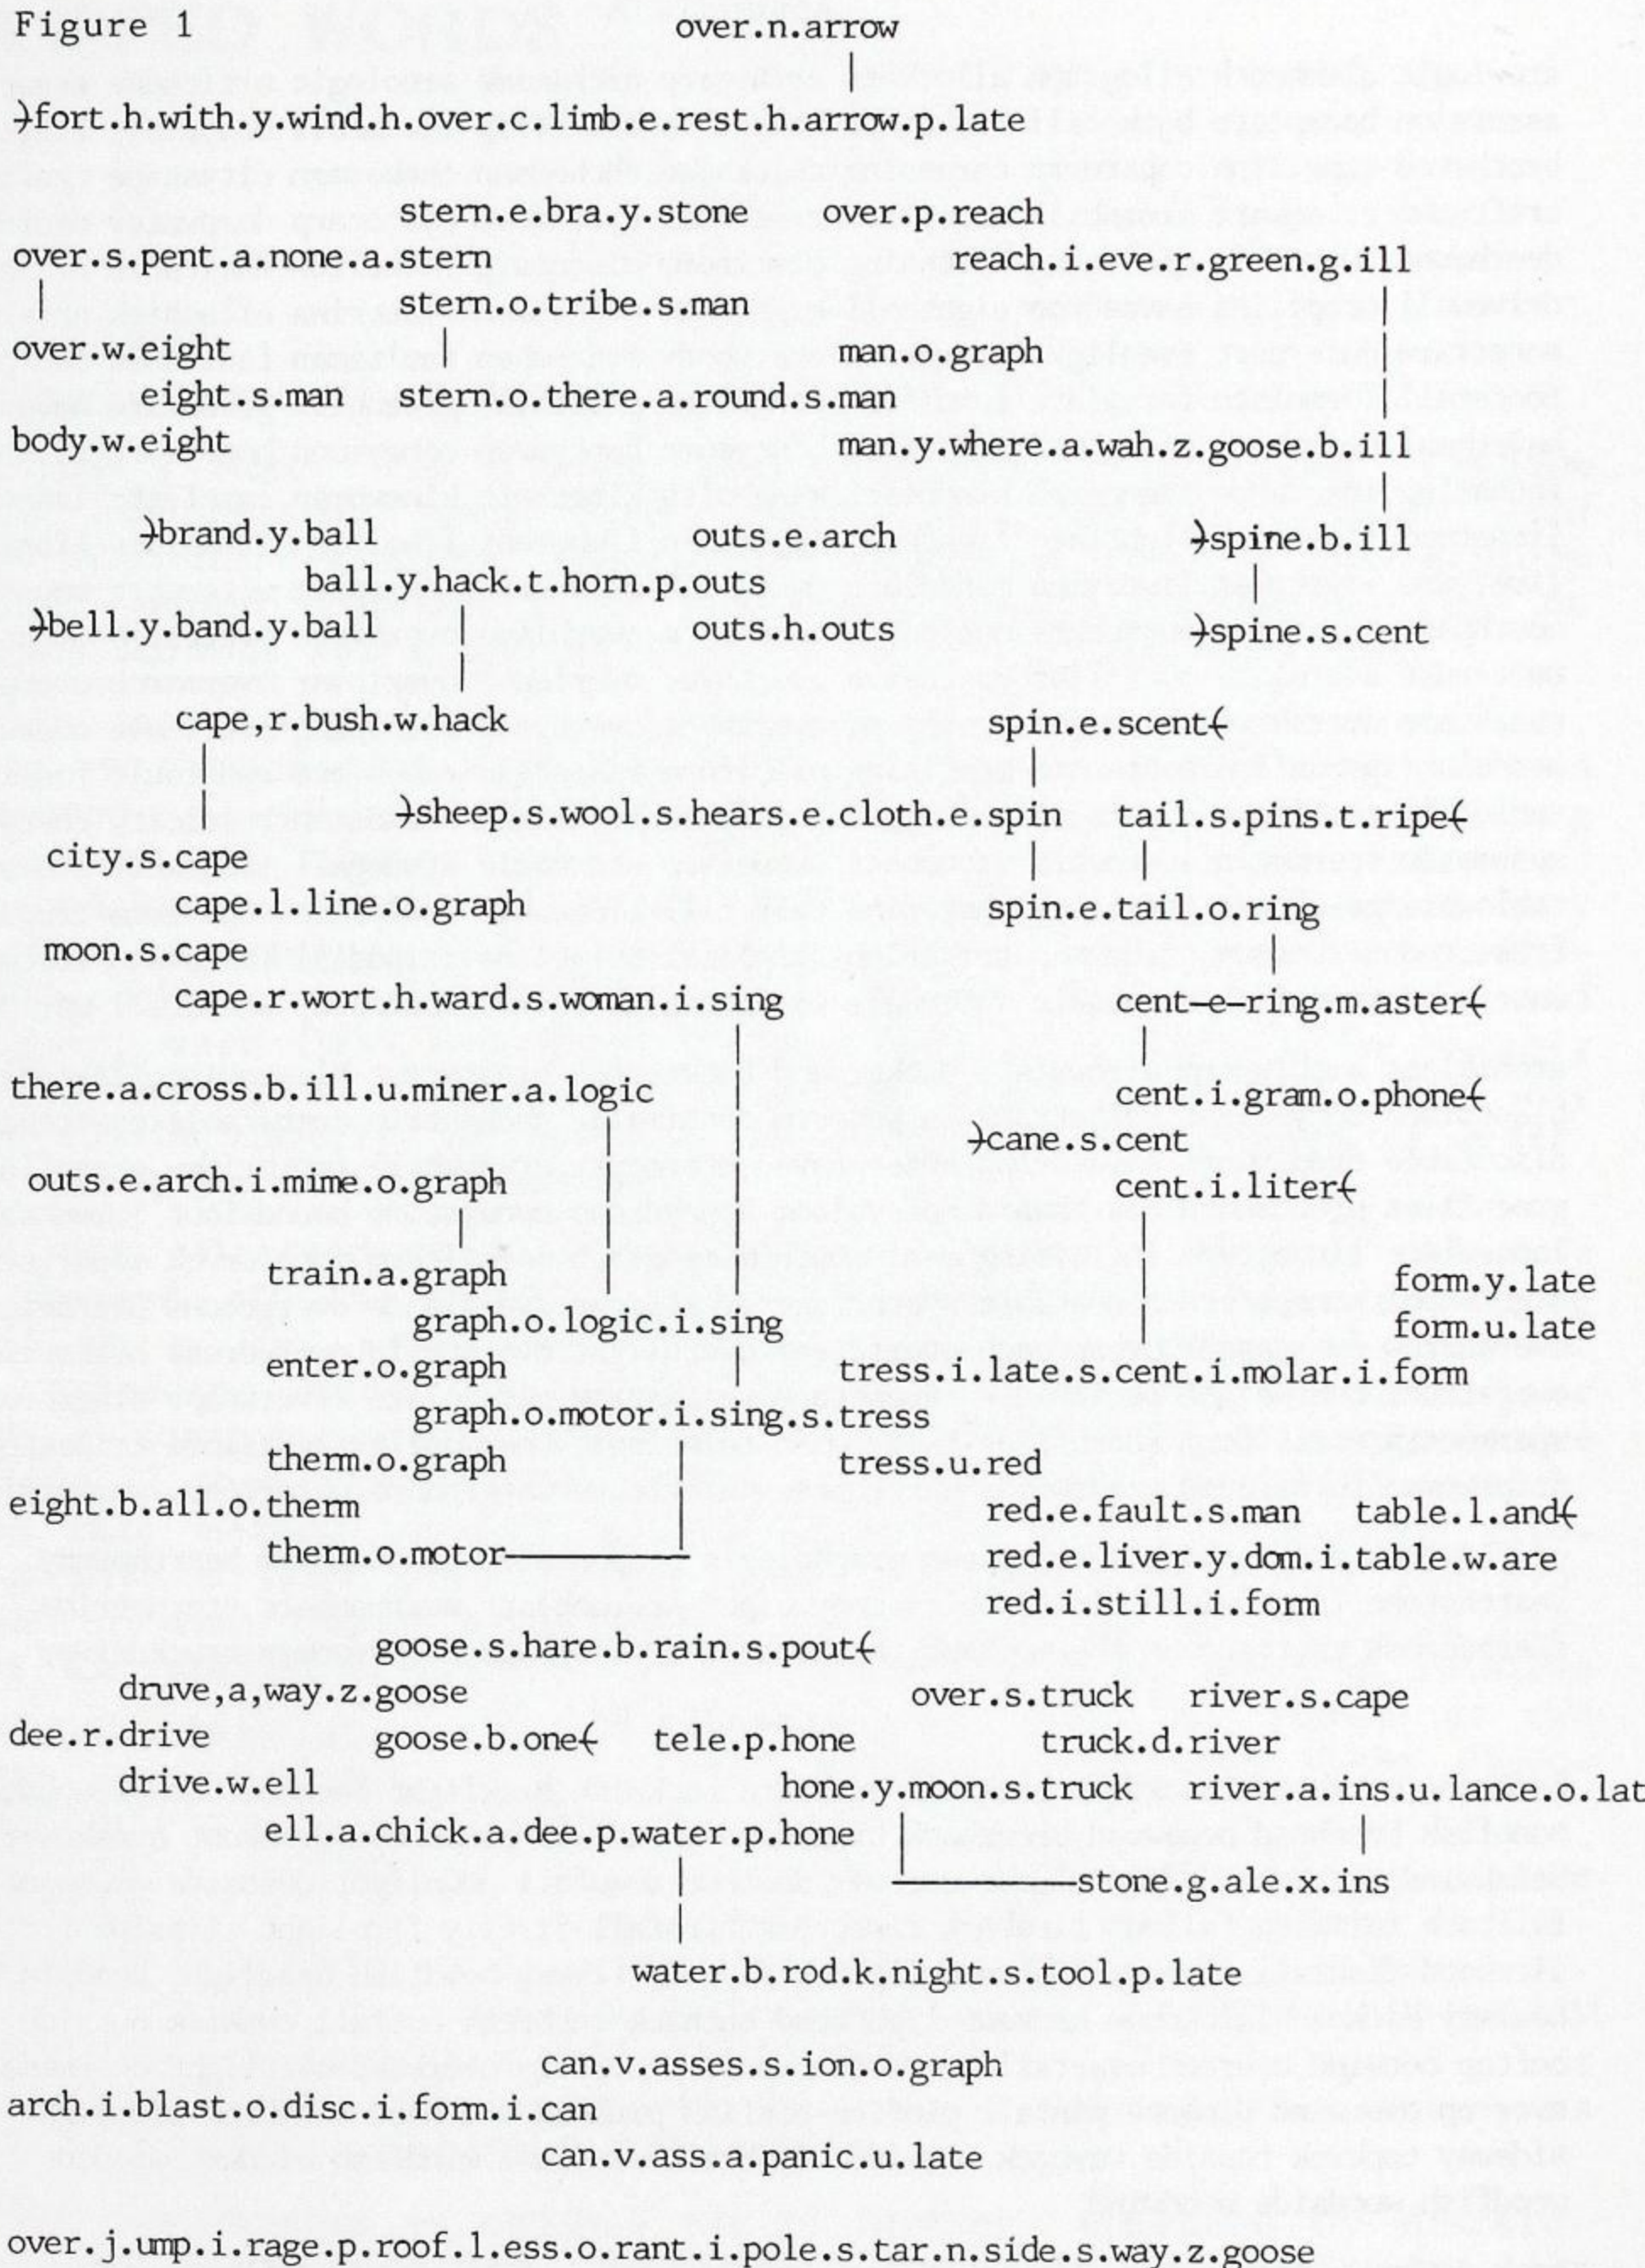 Figure 1 over.n.arrow
⟩fort.h.with.y.wind.h.over.c.limb.e.rest.h.arrow.p.late
stern.e.bra.y.stone over.p.reach
over.s.pent.a.none.a.stern reach.i.eve.r.green.g.ill
stern.o.tribe.s.man
over.w.eight man.o.graph
eight.s.man stern.o.there.a.round.s.man
body.w.eight man.y.where.a.wah.z.goose.b.ill
⟩brand.y.ball outs.e.arch ⟩spine.b.ill
ball.y.hack.t.horn.p.outs
⟩bell.y.band.y.ball outs.h.outs ⟩spine.s.cent
cape,r.bush.w.hack spin.e.scent⟨
⟩sheep.s.wool.s.hears.e.cloth.e.spin tail.s.pins.t.ripe⟨
city.s.cape
cape.l.line.o.graph spin.e.tail.o.ring
moon.s.cape
cape.r.wort.h.ward.s.woman.i.sing cent-e-ring.m.aster⟨
there.a.cross.b.ill.u.miner.a.logic cent.i.gram.o.phone⟨
⟩cane.s.cent
outs.e.arch.i.mime.o.graph cent.i.liter⟨
train.a.graph form.y.late
graph.o.logic.i.sing form.u.late
enter.o.graph tress.i.late.s.cent.i.molar.i.form
graph.o.motor.i.sing.s.tress
therm.o.graph tress.u.red
eight.b.all.o.therm red.e.fault.s.man table.l.and⟨
therm.o.motor red.e.liver.y.dom.i.table.w.are
red.i.still.i.form
goose.s.hare.b.rain.s.pout⟨
druve,a,way.z.goose over.s.truck river.s.cape
dee.r.drive goose.b.one⟨ tele.p.hone truck.d.river
drive.w.ell hone.y.moon.s.truck river.a.ins.u.lance.o.lat
ell.a.chick.a.dee.p.water.p.hone
stone.g.ale.x.ins
water.b.rod.k.night.s.tool.p.late
can.v.asses.s.ion.o.graph
arch.i.blast.o.disc.i.form.i.can
can.v.ass.a.panic.u.late
over.j.ump.i.rage.p.roof.l.ess.o.rant.i.pole.s.tar.n.side.s.way.z.goose